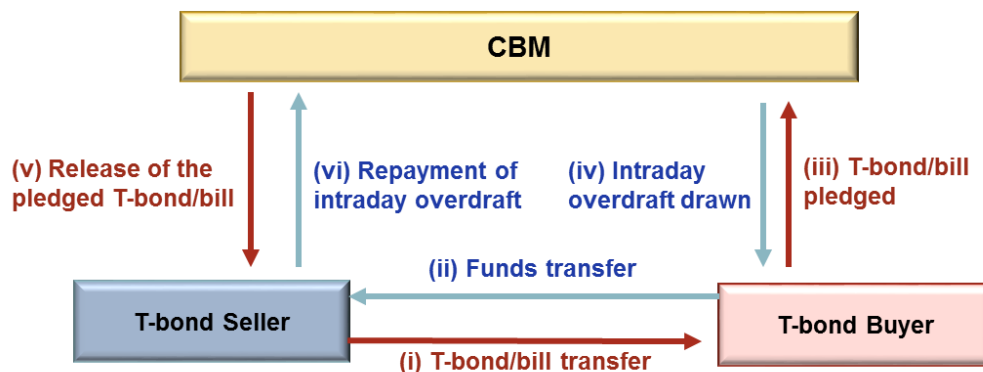 CBM
(v) Release of the
pledged T-bond/bill
(vi) Repayment of
intraday overdraft
(iv) Intraday
overdraft drawn
(iii) T-bond/bill
pledged
(ii) Funds transfer
T-bond Seller
T-bond Buyer
(i) T-bond/bill transfer